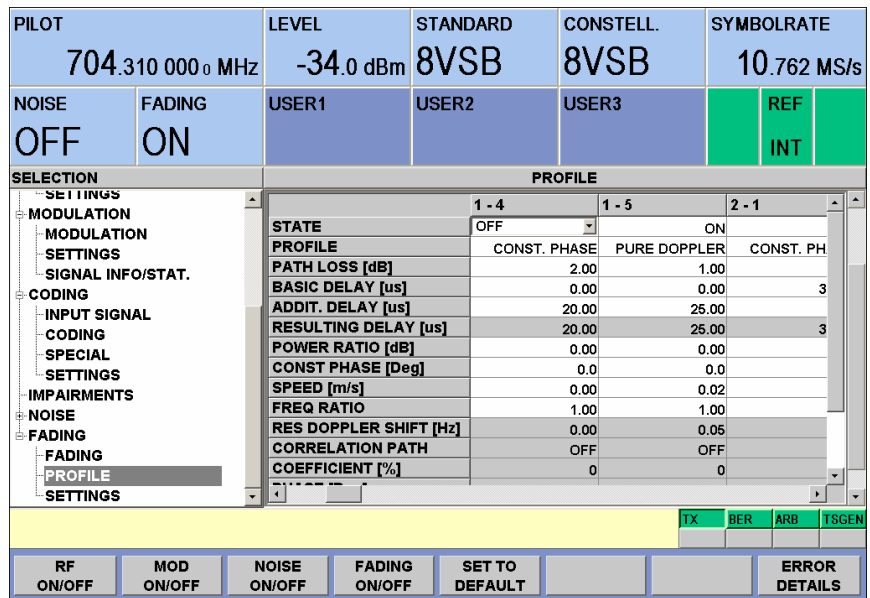 PILOT LEVEL STANDARD CONSTELL. SYMBOLRATE
704.310 000 0 MHz -34.0 dBm 8VSB 8VSB 10.762 MS/s
NOISE FADING USER1 USER2 USER3 REF
OFF ON INT
SELECTION PROFILE
SETTINGS
MODULATION
MODULATION
SETTINGS
SIGNAL INFO/STAT.
CODING
INPUT SIGNAL
CODING
SPECIAL
SETTINGS
IMPAIRMENTS
NOISE
FADING
FADING
PROFILE
SETTINGS
1 - 4 1 - 5 2 - 1
STATE OFF ON
PROFILE CONST. PHASE PURE DOPPLER CONST. PH
PATH LOSS [dB] 2.00 1.00
BASIC DELAY [us] 0.00 0.00 3
ADDIT. DELAY [us] 20.00 25.00
RESULTING DELAY [us] 20.00 25.00 3
POWER RATIO [dB] 0.00 0.00
CONST PHASE [Deg] 0.0 0.0
SPEED [m/s] 0.00 0.02
FREQ RATIO 1.00 1.00
RES DOPPLER SHIFT [Hz] 0.00 0.05
CORRELATION PATH OFF OFF
COEFFICIENT [%] 0 0
TX BER ARB TSGEN
RF ON/OFF MOD ON/OFF NOISE ON/OFF FADING ON/OFF SET TO DEFAULT ERROR DETAILS